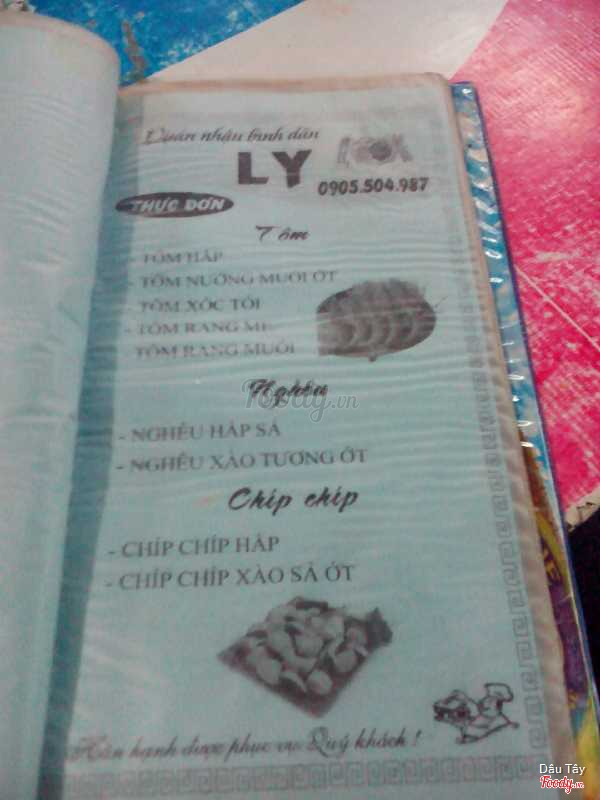 Quán nhậu bình dân
LY
0905.504.987
THỰC ĐƠN
Tôm
- TÔM HẤP
- TÔM NƯỚNG MUỐI ỚT
- TÔM XÓC TỎI
- TÔM RANG ME
- TÔM RANG MUỐI
Nghêu
Foody.vn
- NGHÊU HẤP SẢ
- NGHÊU XÀO TƯƠNG ỚT
Chíp chíp
- CHÍP CHÍP HẤP
- CHÍP CHÍP XÀO SẢ ỚT
Hân hạnh được phục vụ Quý khách !
Dâu Tây
Foody.vn